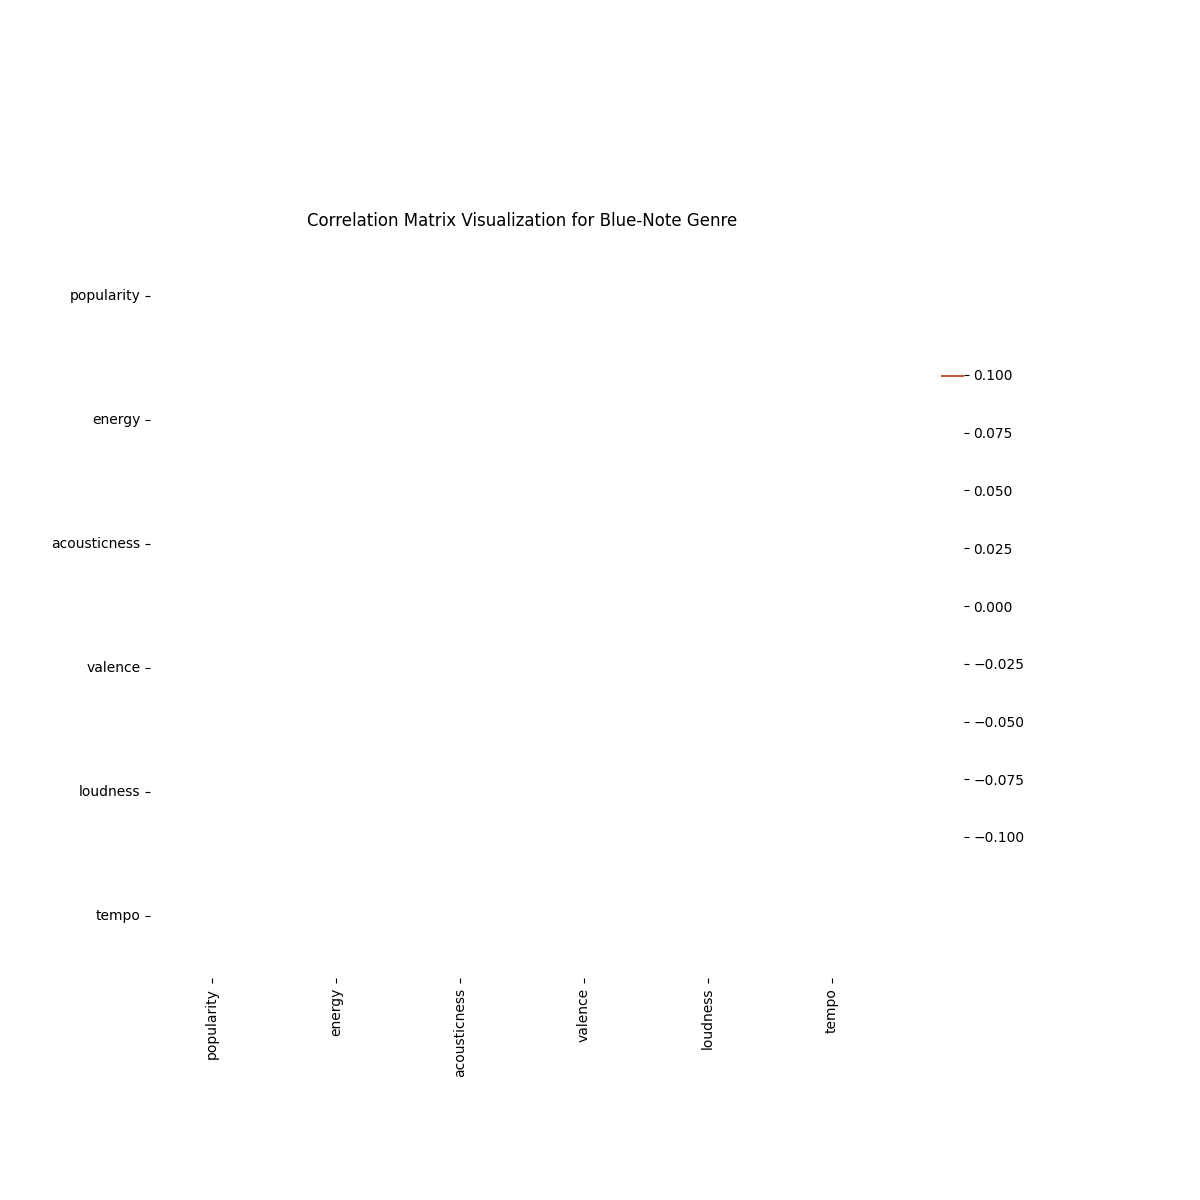 Correlation Matrix Visualization for Blue-Note Genre
popularity
energy
acousticness
valence
loudness
tempo
popularity
energy
acousticness
valence
loudness
tempo
0.100
0.075
0.050
0.025
0.000
−0.025
−0.050
−0.075
−0.100